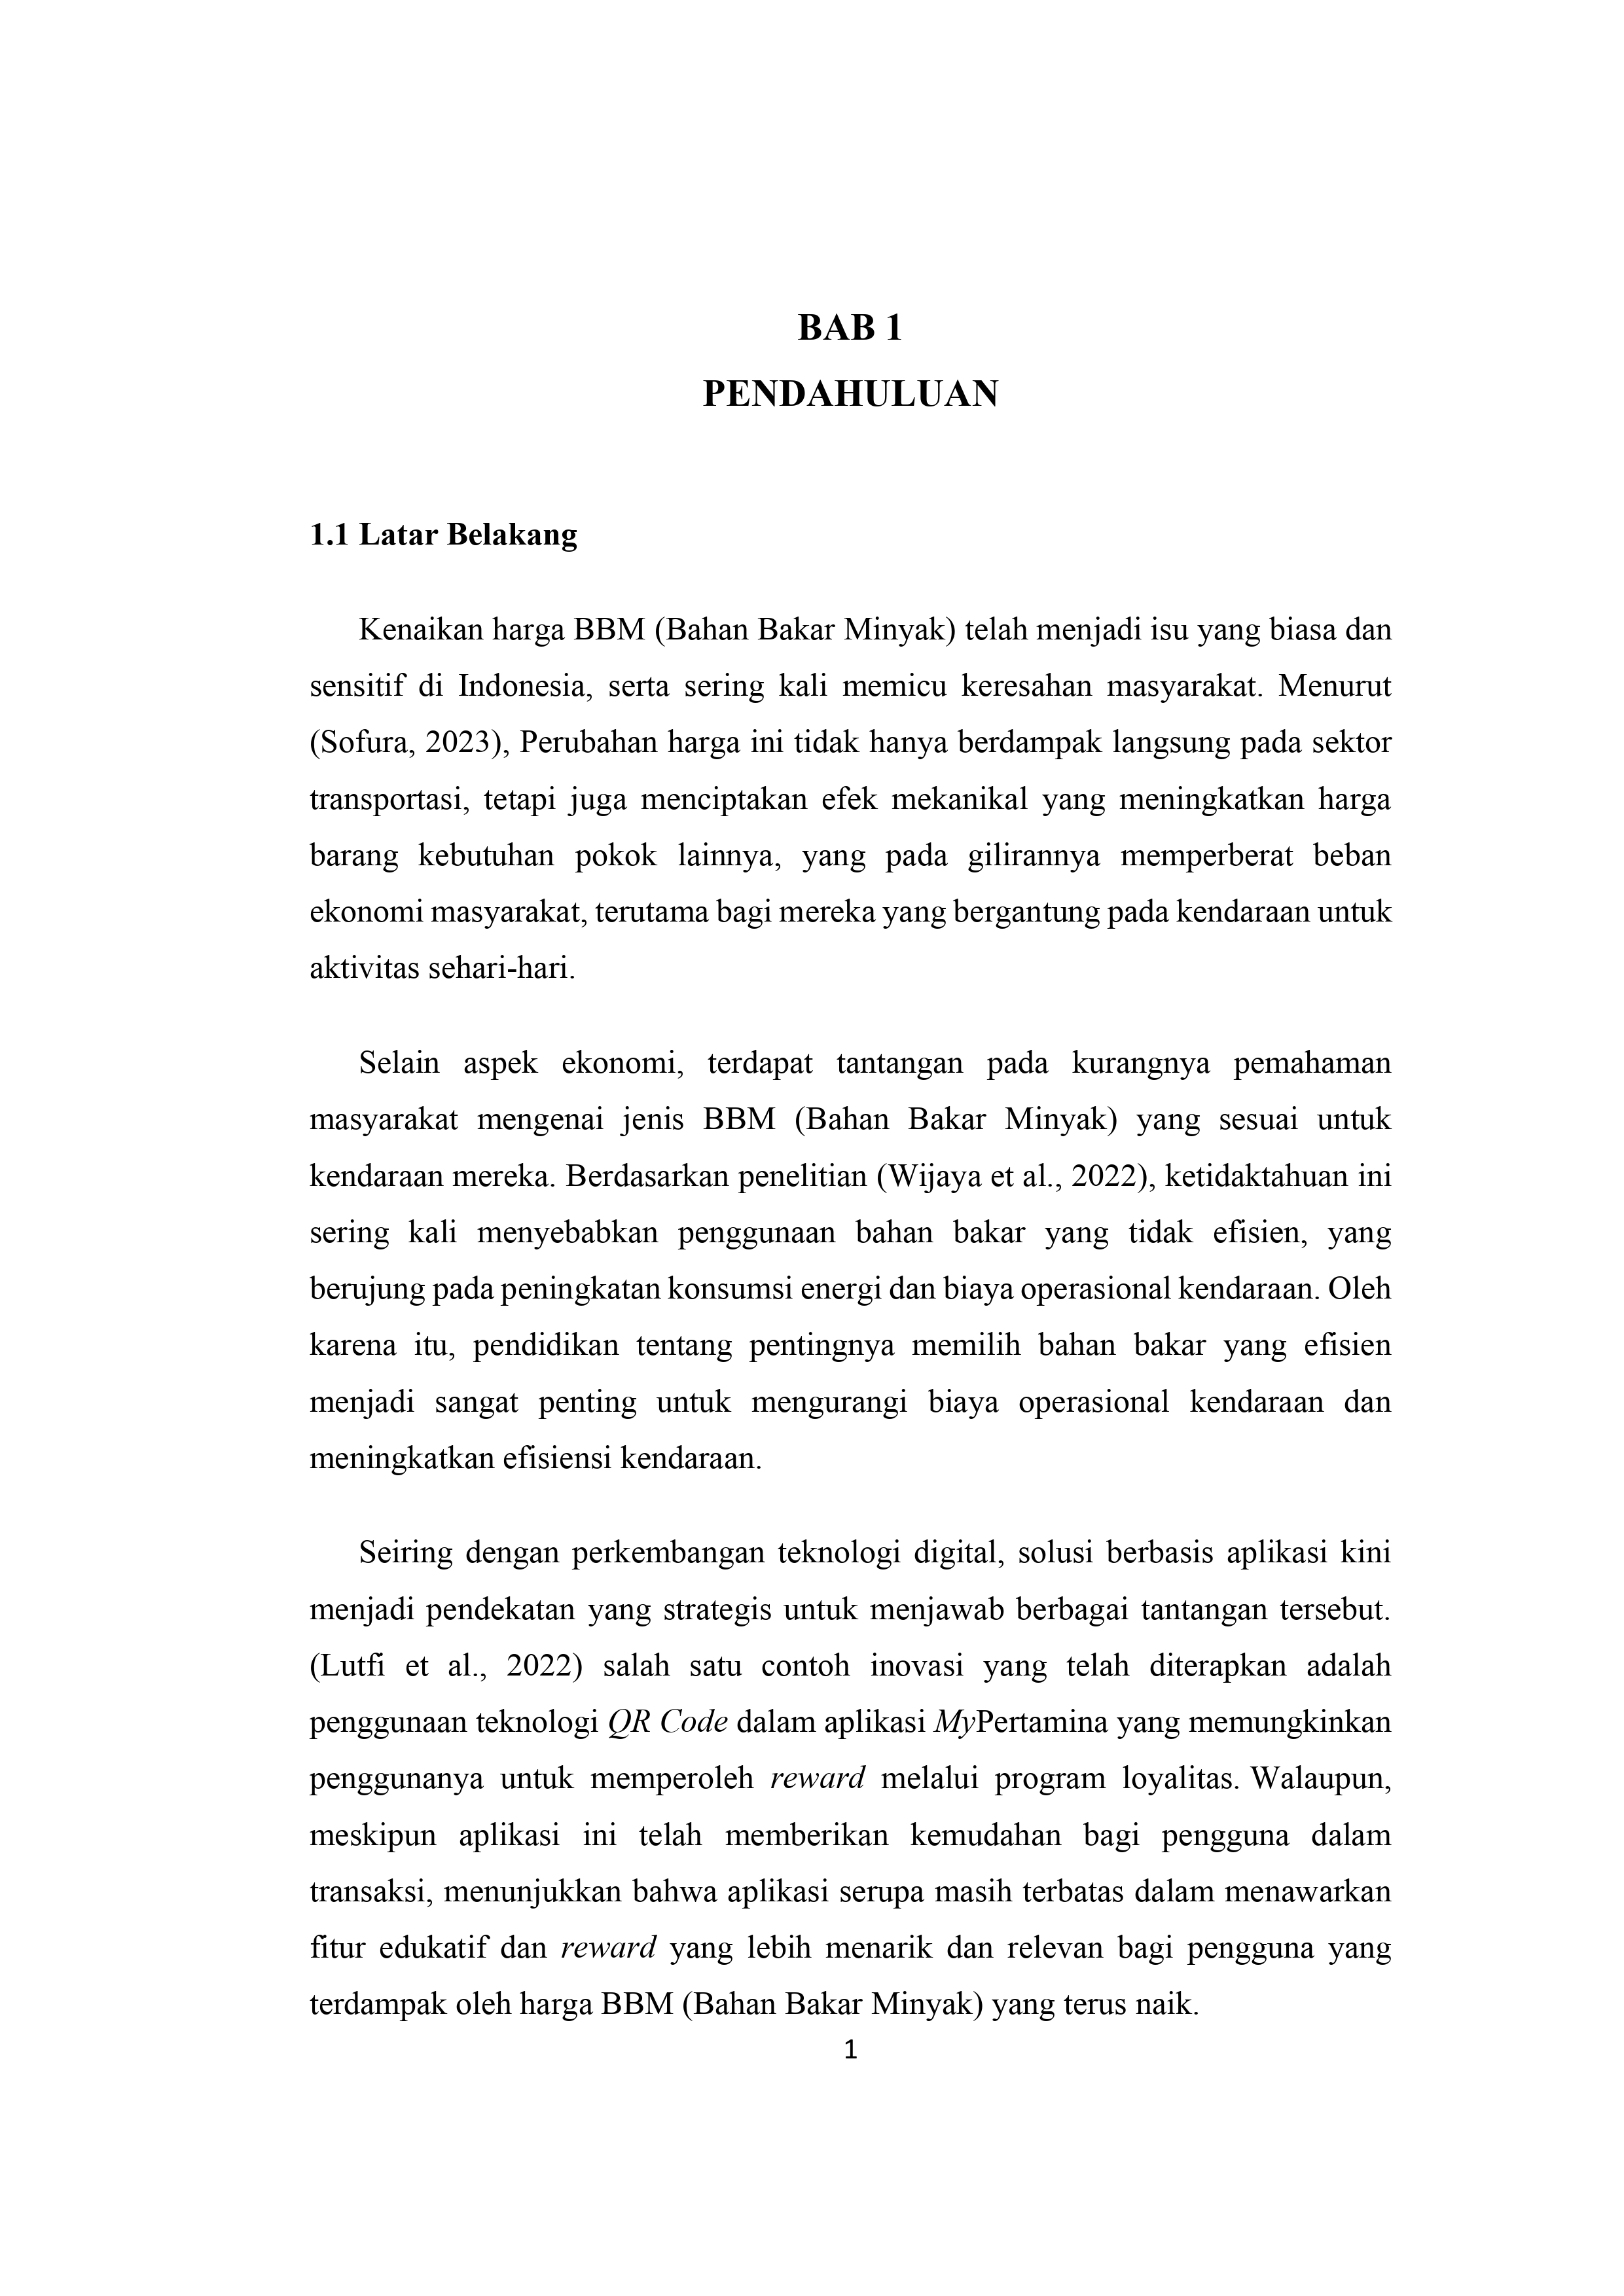 BAB 1
PENDAHULUAN
1.1 Latar Belakang
Kenaikan harga BBM (Bahan Bakar Minyak) telah menjadi isu yang biasa dan
sensitif di Indonesia, serta sering kali memicu keresahan masyarakat. Menurut
(Sofura, 2023), Perubahan harga ini tidak hanya berdampak langsung pada sektor
transportasi, tetapi juga menciptakan efek mekanikal yang meningkatkan harga
barang kebutuhan pokok lainnya, yang pada gilirannya memperberat beban
ekonomi masyarakat, terutama bagi mereka yang bergantung pada kendaraan untuk
aktivitas sehari-hari.
Selain aspek ekonomi, terdapat tantangan pada kurangnya pemahaman
masyarakat mengenai jenis BBM (Bahan Bakar Minyak) yang sesuai untuk
kendaraan mereka. Berdasarkan penelitian (Wijaya et al., 2022), ketidaktahuan ini
sering kali menyebabkan penggunaan bahan bakar yang tidak efisien, yang
berujung pada peningkatan konsumsi energi dan biaya operasional kendaraan. Oleh
karena itu, pendidikan tentang pentingnya memilih bahan bakar yang efisien
menjadi sangat penting untuk mengurangi biaya operasional kendaraan dan
meningkatkan efisiensi kendaraan.
Seiring dengan perkembangan teknologi digital, solusi berbasis aplikasi kini
menjadi pendekatan yang strategis untuk menjawab berbagai tantangan tersebut.
(Lutfi et al., 2022) salah satu contoh inovasi yang telah diterapkan adalah
penggunaan teknologi QR Code dalam aplikasi MyPertamina yang memungkinkan
penggunanya untuk memperoleh reward melalui program loyalitas. Walaupun,
meskipun aplikasi ini telah memberikan kemudahan bagi pengguna dalam
transaksi, menunjukkan bahwa aplikasi serupa masih terbatas dalam menawarkan
fitur edukatif dan reward yang lebih menarik dan relevan bagi pengguna yang
terdampak oleh harga BBM (Bahan Bakar Minyak) yang terus naik.
1